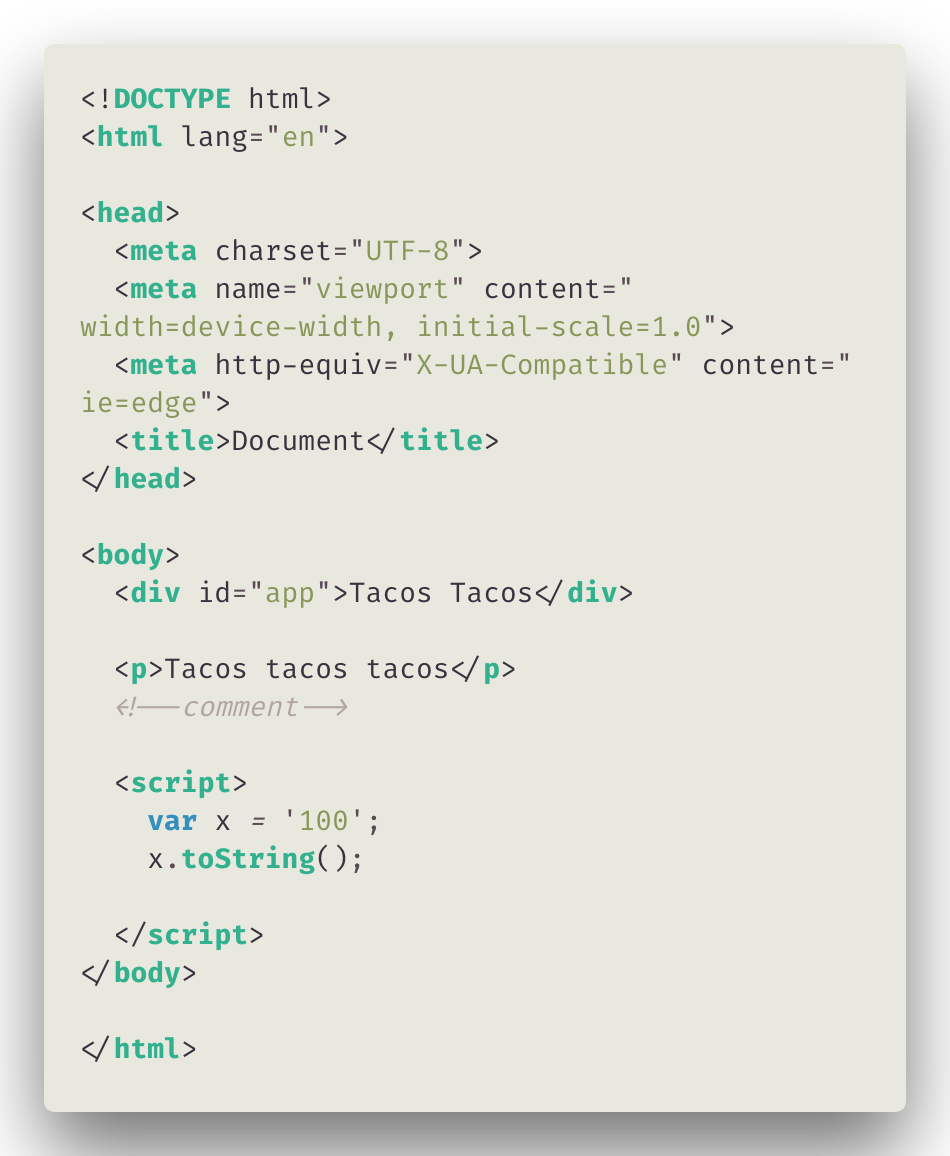 <!DOCTYPE html>
<html lang="en">
<head>
<meta charset="UTF-8">
<meta name="viewport" content="
width=device-width, initial-scale=1.0">
<meta http-equiv="X-UA-Compatible" content="
ie=edge">
<title>Document</title>
</head>
<body>
<div id="app">Tacos Tacos</div>
<p>Tacos tacos tacos</p>
<!--comment-->
<script>
var x = '100';
x.toString();
</script>
</body>
</html>